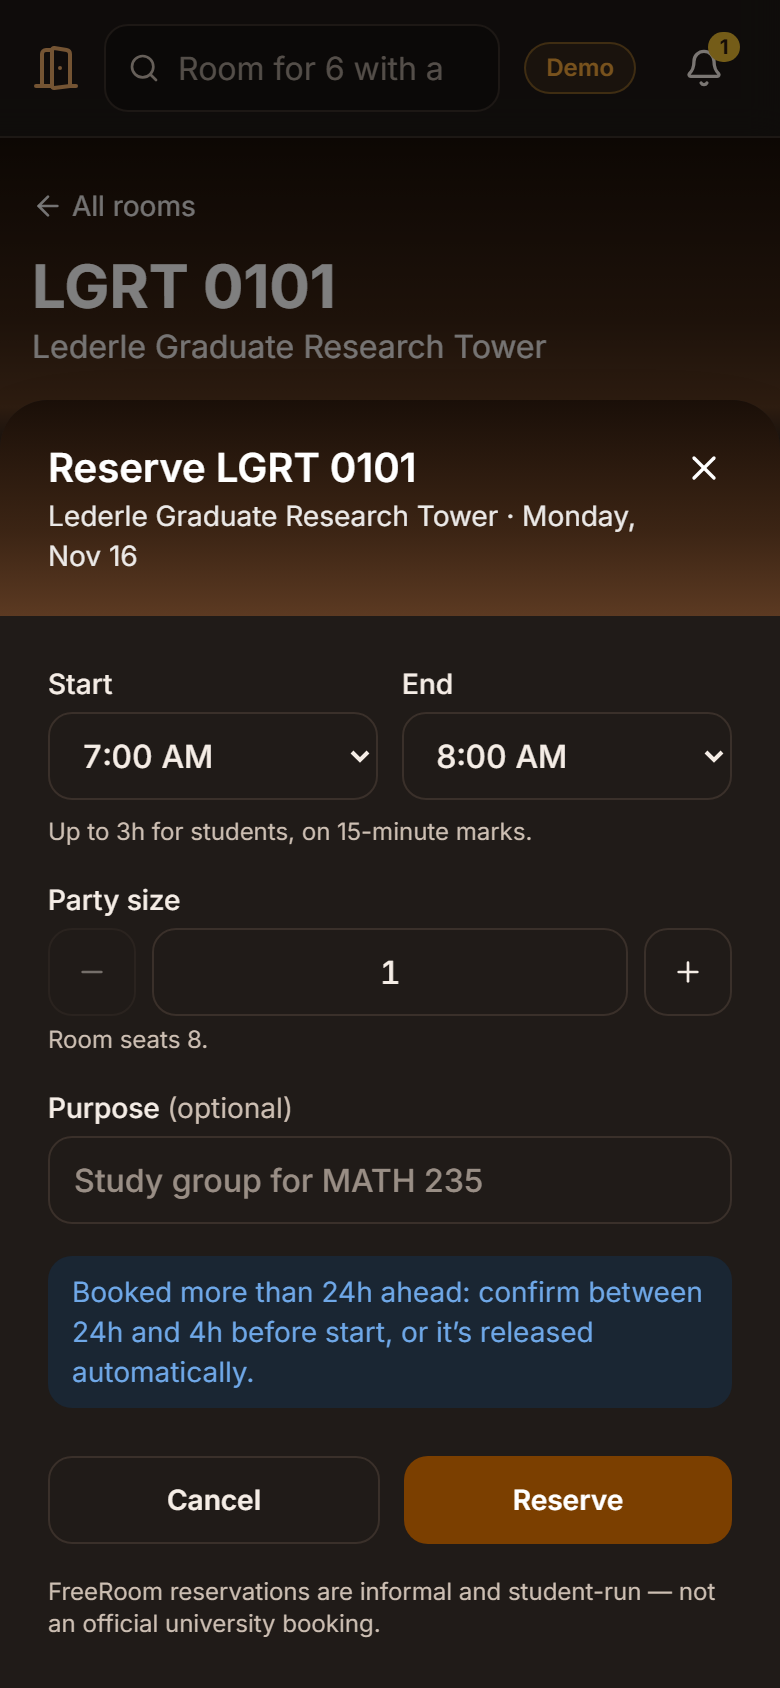 Room for 6 with a
Demo
1
All rooms
LGRT 0101
Lederle Graduate Research Tower
Reserve LGRT 0101
Lederle Graduate Research Tower · Monday,
Nov 16
Start
End
7:00 AM
8:00 AM
Up to 3h for students, on 15-minute marks.
Party size
1
Room seats 8.
Purpose (optional)
Study group for MATH 235
Booked more than 24h ahead: confirm between
24h and 4h before start, or it’s released
automatically.
Cancel
Reserve
FreeRoom reservations are informal and student-run — not
an official university booking.